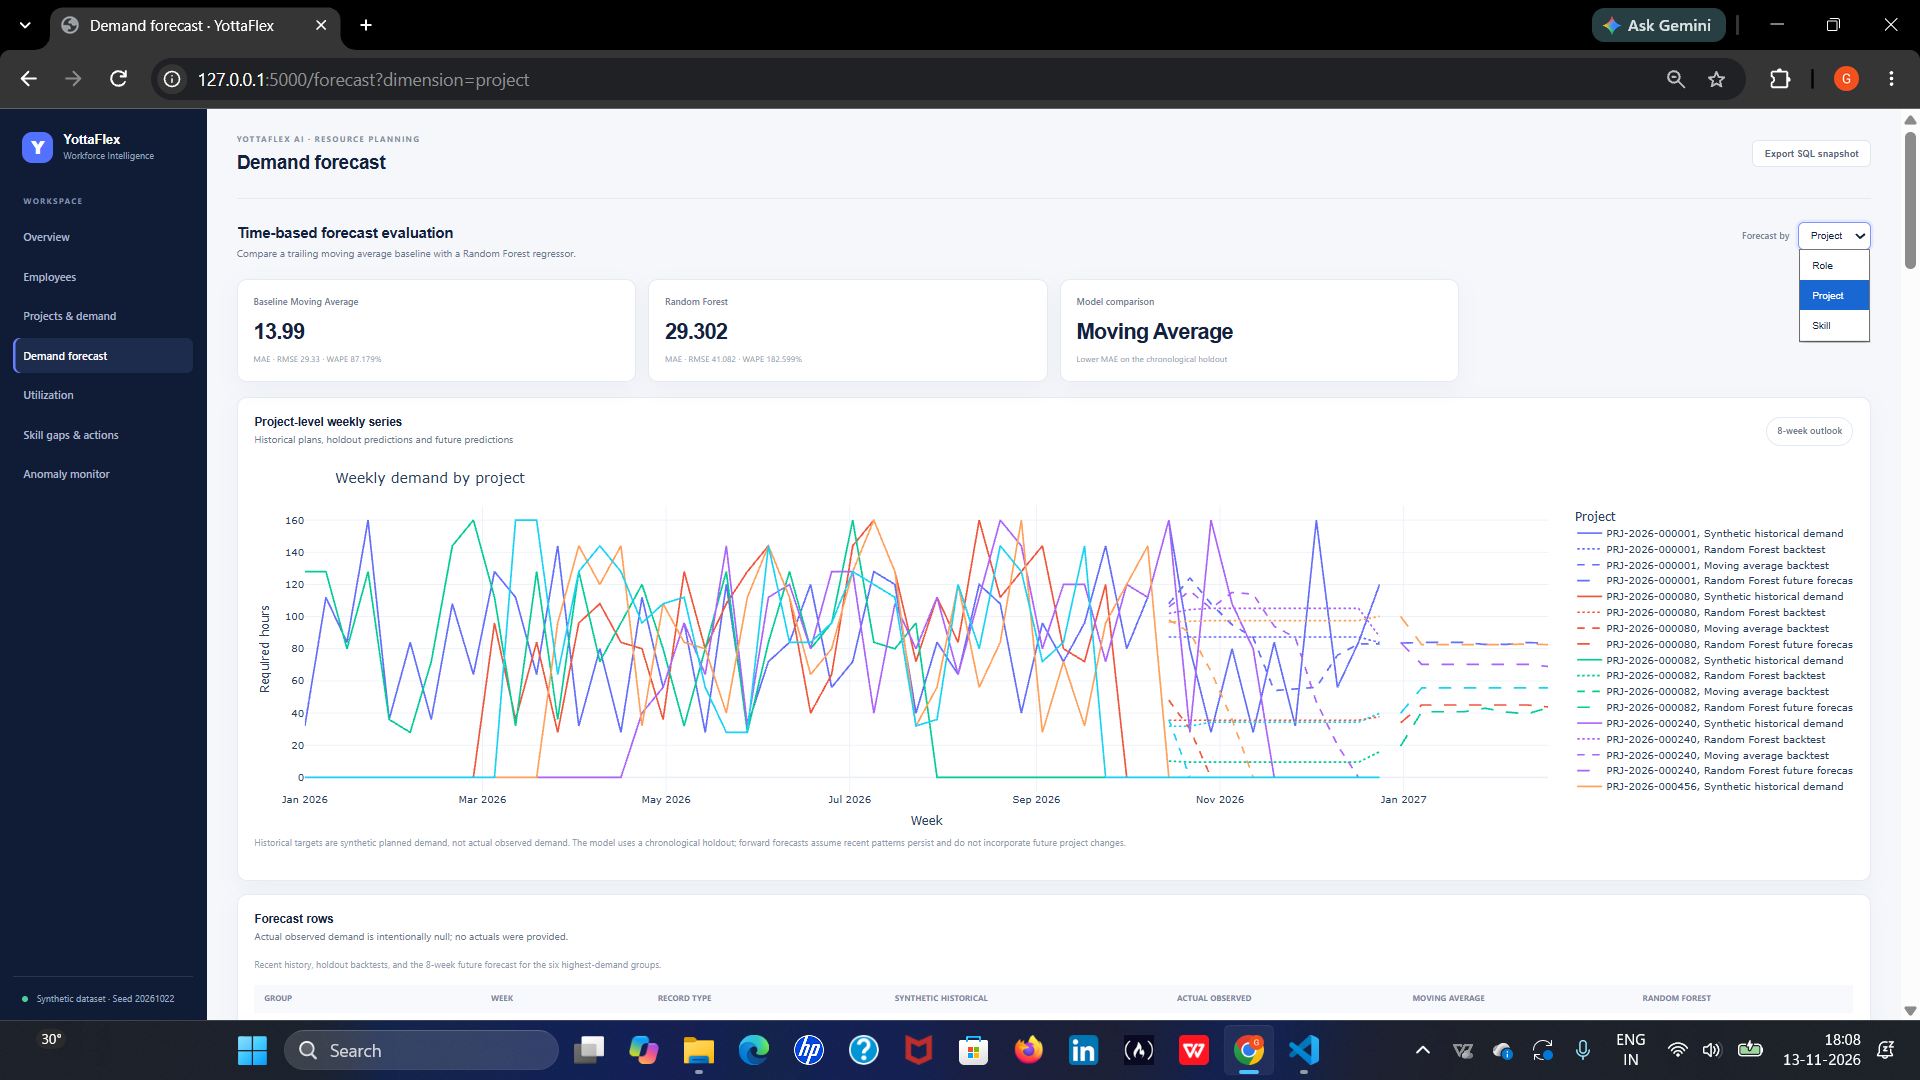 Demand forecast · YottaFlex
Ask Gemini
127.0.0.1:5000/forecast?dimension=project
G
Y
YottaFlex
Workforce Intelligence
WORKSPACE
Overview
Employees
Projects & demand
Demand forecast
Utilization
Skill gaps & actions
Anomaly monitor
Synthetic dataset · Seed 20261022
YOTTAFLEX AI · RESOURCE PLANNING
Demand forecast
Export SQL snapshot
Time-based forecast evaluation
Compare a trailing moving average baseline with a Random Forest regressor.
Forecast by
Project
Role
Project
Skill
Baseline Moving Average
13.99
MAE · RMSE 29.33 · WAPE 87.179%
Random Forest
29.302
MAE · RMSE 41.082 · WAPE 182.599%
Model comparison
Moving Average
Lower MAE on the chronological holdout
Project-level weekly series
Historical plans, holdout predictions and future predictions
8-week outlook
Weekly demand by project
Required hours
160
140
120
100
80
60
40
20
0
Jan 2026
Mar 2026
May 2026
Jul 2026
Sep 2026
Nov 2026
Jan 2027
Week
Project
PRJ-2026-000001, Synthetic historical demand
PRJ-2026-000001, Random Forest backtest
PRJ-2026-000001, Moving average backtest
PRJ-2026-000001, Random Forest future forecas
PRJ-2026-000080, Synthetic historical demand
PRJ-2026-000080, Random Forest backtest
PRJ-2026-000080, Moving average backtest
PRJ-2026-000080, Random Forest future forecas
PRJ-2026-000082, Synthetic historical demand
PRJ-2026-000082, Random Forest backtest
PRJ-2026-000082, Moving average backtest
PRJ-2026-000082, Random Forest future forecas
PRJ-2026-000240, Synthetic historical demand
PRJ-2026-000240, Random Forest backtest
PRJ-2026-000240, Moving average backtest
PRJ-2026-000240, Random Forest future forecas
PRJ-2026-000456, Synthetic historical demand
Historical targets are synthetic planned demand, not actual observed demand. The model uses a chronological holdout; forward forecasts assume recent patterns persist and do not incorporate future project changes.
Forecast rows
Actual observed demand is intentionally null; no actuals were provided.
Recent history, holdout backtests, and the 8-week future forecast for the six highest-demand groups.
GROUP WEEK RECORD TYPE SYNTHETIC HISTORICAL ACTUAL OBSERVED MOVING AVERAGE RANDOM FOREST
30°
Search
ENG
IN
18:08
13-11-2026